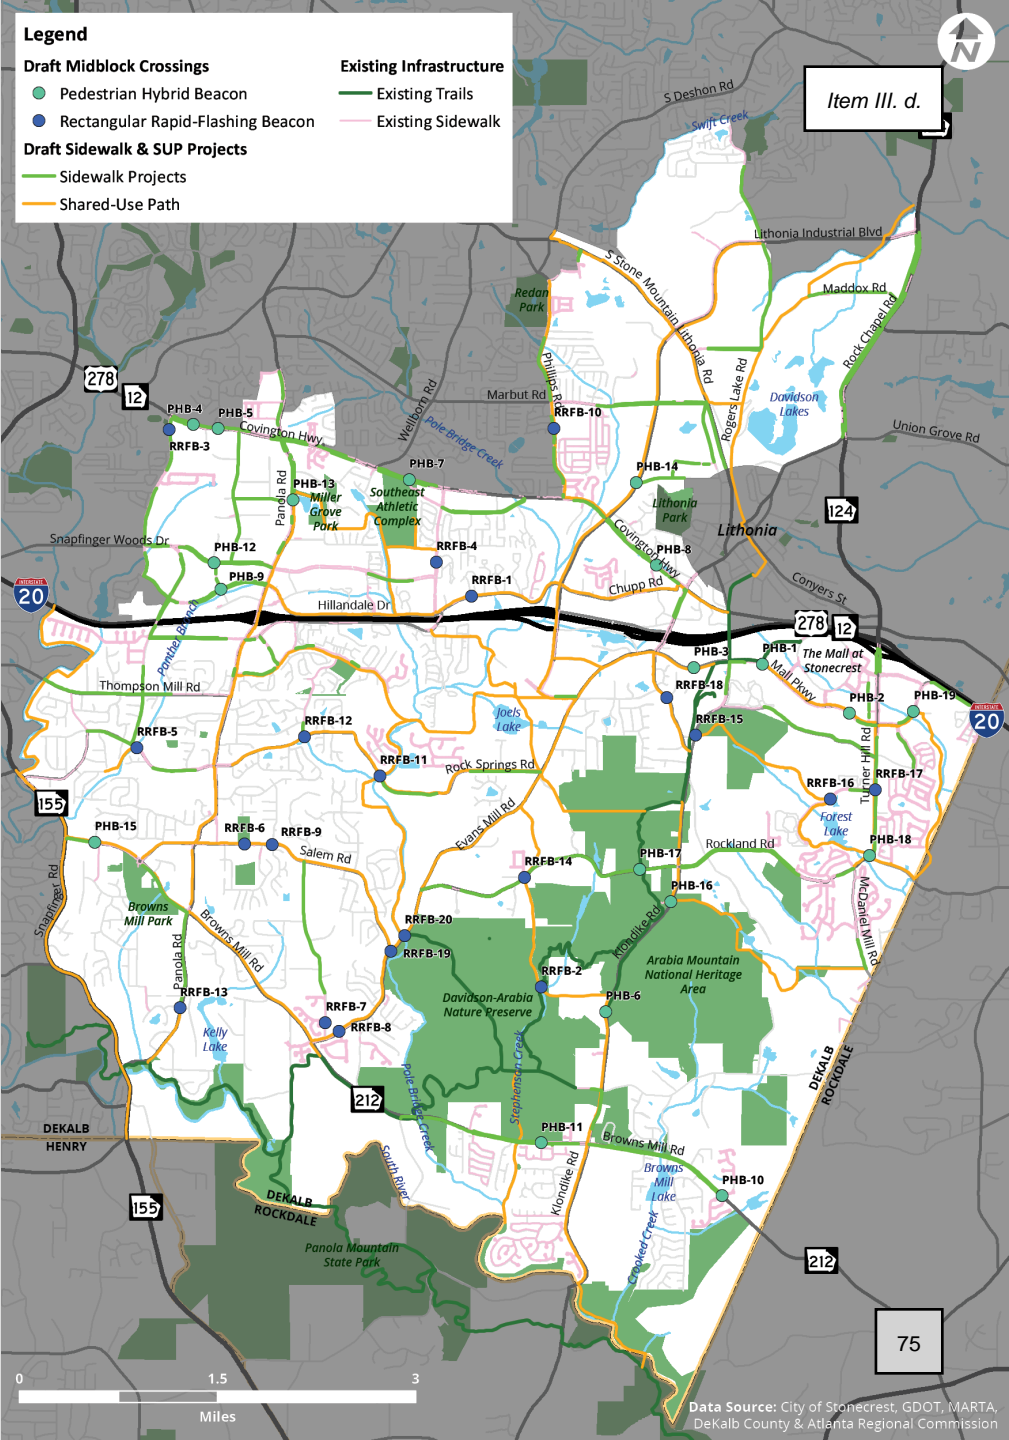 Legend
Draft Midblock Crossings
Pedestrian Hybrid Beacon
Rectangular Rapid-Flashing Beacon
Draft Sidewalk & SUP Projects
Sidewalk Projects
Shared-Use Path
Existing Infrastructure
Existing Trails
Existing Sidewalk
N
Item III. d.
S Deshon Rd
Swift Creek
Lithonia Industrial Blvd
S Stone Mountain Lithonia Rd
Maddox Rd
Rock Chapel Rd
Redan
Park
Phillips Rd
Rogers Lake Rd
Davidson
Lakes
278
12
Wellborn Rd
Marbut Rd
PHB-4
PHB-5
RRFB-10
Covington Hwy
Pole Bridge Creek
Union Grove Rd
RRFB-3
PHB-7
PHB-14
Panola Rd
PHB-13
Miller
Grove
Park
Southeast
Athletic
Complex
Lithonia
Park
124
Lithonia
Snapfinger Woods Dr
PHB-12
RRFB-4
Covington Hwy
PHB-8
PHB-9
RRFB-1
Chupp Rd
Conyers St
INTERSTATE
20
Hillandale Dr
Panther Branch
278
12
PHB-3
PHB-1
The Mall at
Stonecrest
Mall Pkwy
Thompson Mill Rd
RRFB-18
PHB-2
PHB-19
INTERSTATE
20
Joels
Lake
RRFB-12
RRFB-15
RRFB-5
Turner Hill Rd
RRFB-11
Rock Springs Rd
RRFB-16
RRFB-17
155
Forest
Lake
Evans Mill Rd
PHB-15
RRFB-6
RRFB-9
Salem Rd
Rockland Rd
PHB-18
RRFB-14
PHB-17
PHB-16
Snapfinger Rd
Browns
Mill Park
Browns Mill Rd
McDaniel Mill Rd
RRFB-20
Klondike Rd
Panola Rd
RRFB-19
Arabia Mountain
National Heritage
Area
RRFB-2
RRFB-13
Davidson-Arabia
Nature Preserve
PHB-6
RRFB-7
RRFB-8
Kelly
Lake
Stephenson Creek
Pole Bridge Creek
DEKALB
ROCKDALE
212
DEKALB
HENRY
PHB-11
Browns Mill Rd
South River
Klondike Rd
Browns
Mill
Lake
PHB-10
DEKALB
ROCKDALE
155
Crooked Creek
Panola Mountain
State Park
212
75
0
1.5
3
Miles
Data Source: City of Stonecrest, GDOT, MARTA,
DeKalb County & Atlanta Regional Commission